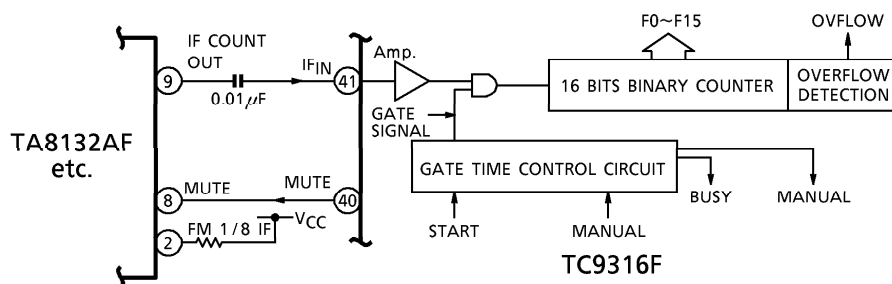 F0~F15
OVFLOW
IF COUNT
OUT
Amp.
9
IFIN
41
0.01μF
16 BITS BINARY COUNTER
OVERFLOW
DETECTION
GATE
SIGNAL
TA8132AF
etc.
GATE TIME CONTROL CIRCUIT
8
MUTE
MUTE
40
BUSY
MANUAL
VCC
2
FM 1/8 IF
START
MANUAL
TC9316F